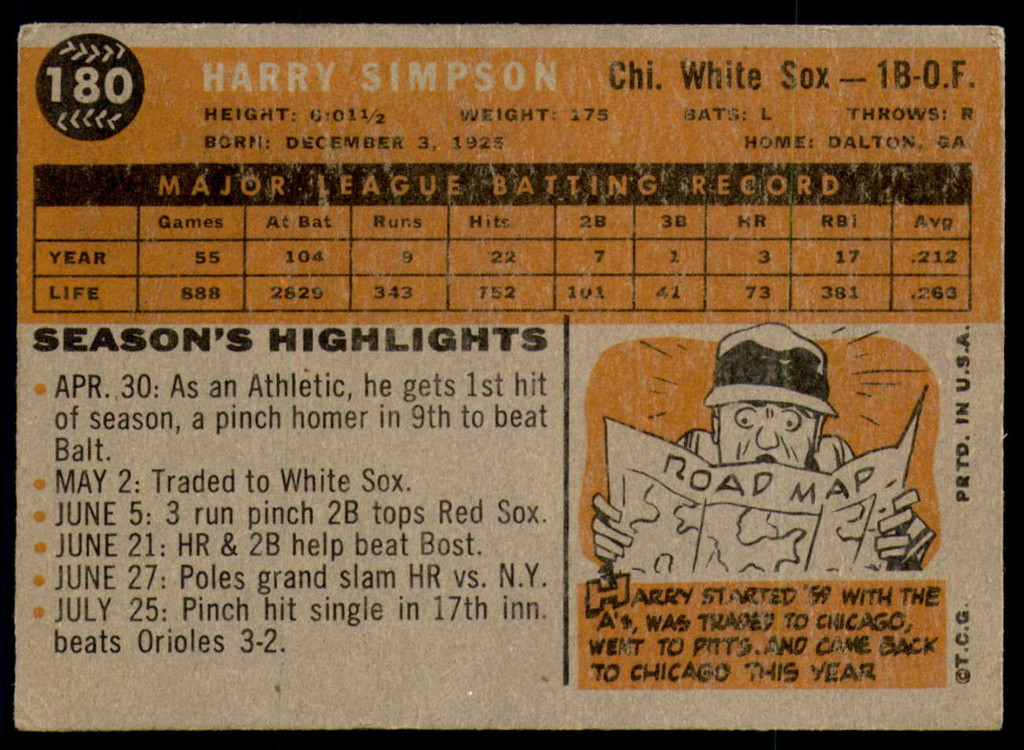 180
HARRY SIMPSON Chi. White Sox — 1B-O.F.
HEIGHT: 6:01½ WEIGHT: 175 BATS: L THROWS: R
BORN: DECEMBER 3, 1925 HOME: DALTON, GA.
MAJOR LEAGUE BATTING RECORD
Games At Bat Runs Hits 2B 3B HR RBI Avg
YEAR 55 104 9 22 7 1 3 17 .212
LIFE 888 2829 343 752 101 41 73 381 .263
SEASON'S HIGHLIGHTS
• APR. 30: As an Athletic, he gets 1st hit
of season, a pinch homer in 9th to beat
Balt.
• MAY 2: Traded to White Sox.
• JUNE 5: 3 run pinch 2B tops Red Sox.
• JUNE 21: HR & 2B help beat Bost.
• JUNE 27: Poles grand slam HR vs. N.Y.
• JULY 25: Pinch hit single in 17th inn.
beats Orioles 3-2.
ROAD MAP
HARRY STARTED '59 WITH THE
A'S, WAS TRADED TO CHICAGO,
WENT TO PITTS. AND CAME BACK
TO CHICAGO THIS YEAR
©T.C.G. PRTD. IN U.S.A.